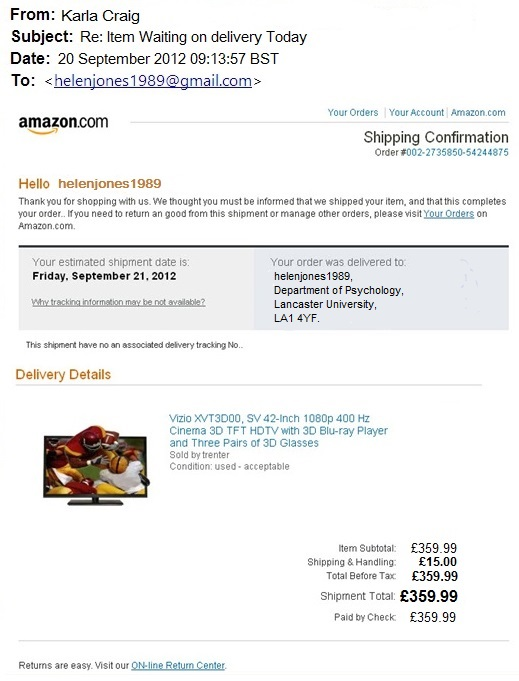 From: Karla Craig
Subject: Re: Item Waiting on delivery Today
Date: 20 September 2012 09:13:57 BST
To: <helenjones1989@gmail.com>
Your Orders | Your Account | Amazon.com
amazon.com
Shipping Confirmation
Order #002-2735850-54244875
Hello helenjones1989
Thank you for shopping with us. We thought you must be informed that we shipped your item, and that this completes
your order.. If you need to return an good from this shipment or manage other orders, please visit Your Orders on
Amazon.com.
Your estimated shipment date is:
Friday, September 21, 2012
Why tracking information may be not available?
Your order was delivered to:
helenjones1989,
Department of Psychology,
Lancaster University,
LA1 4YF.
This shipment have no an associated delivery tracking No..
Delivery Details
Vizio XVT3D00, SV 42-Inch 1080p 400 Hz
Cinema 3D TFT HDTV with 3D Blu-ray Player
and Three Pairs of 3D Glasses
Sold by trenter
Condition: used - acceptable
Item Subtotal: £359.99
Shipping & Handling: £15.00
Total Before Tax: £359.99
Shipment Total: £359.99
Paid by Check: £359.99
Returns are easy. Visit our ON-line Return Center.